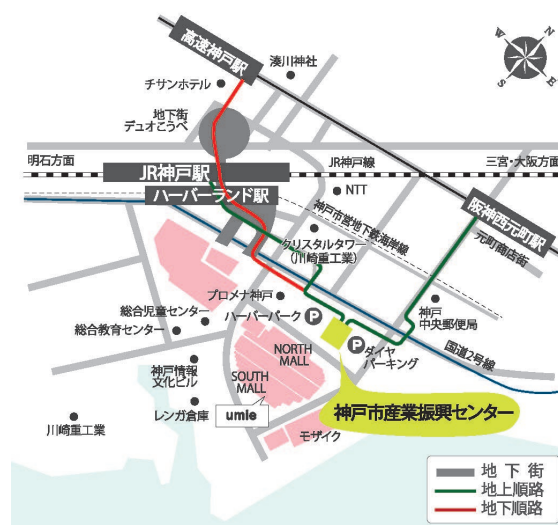 高速神戸駅
湊川神社
チサンホテル
地下街
デュオこうべ
N
W
E
S
明石方面
JR神戸駅
JR神戸線
三宮・大阪方面
ハーバーランド駅
NTT
阪神西元町駅
神戸市営地下鉄海岸線
元町商店街
クリスタルタワー
（川崎重工業）
プロメナ神戸
総合児童センター
ハーバーパーク
P
神戸
中央郵便局
総合教育センター
国道2号線
P
ダイヤ
パーキング
NORTH
MALL
神戸情報
文化ビル
SOUTH
MALL
umie
レンガ倉庫
神戸市産業振興センター
川崎重工業
モザイク
地下街
地上順路
地下順路